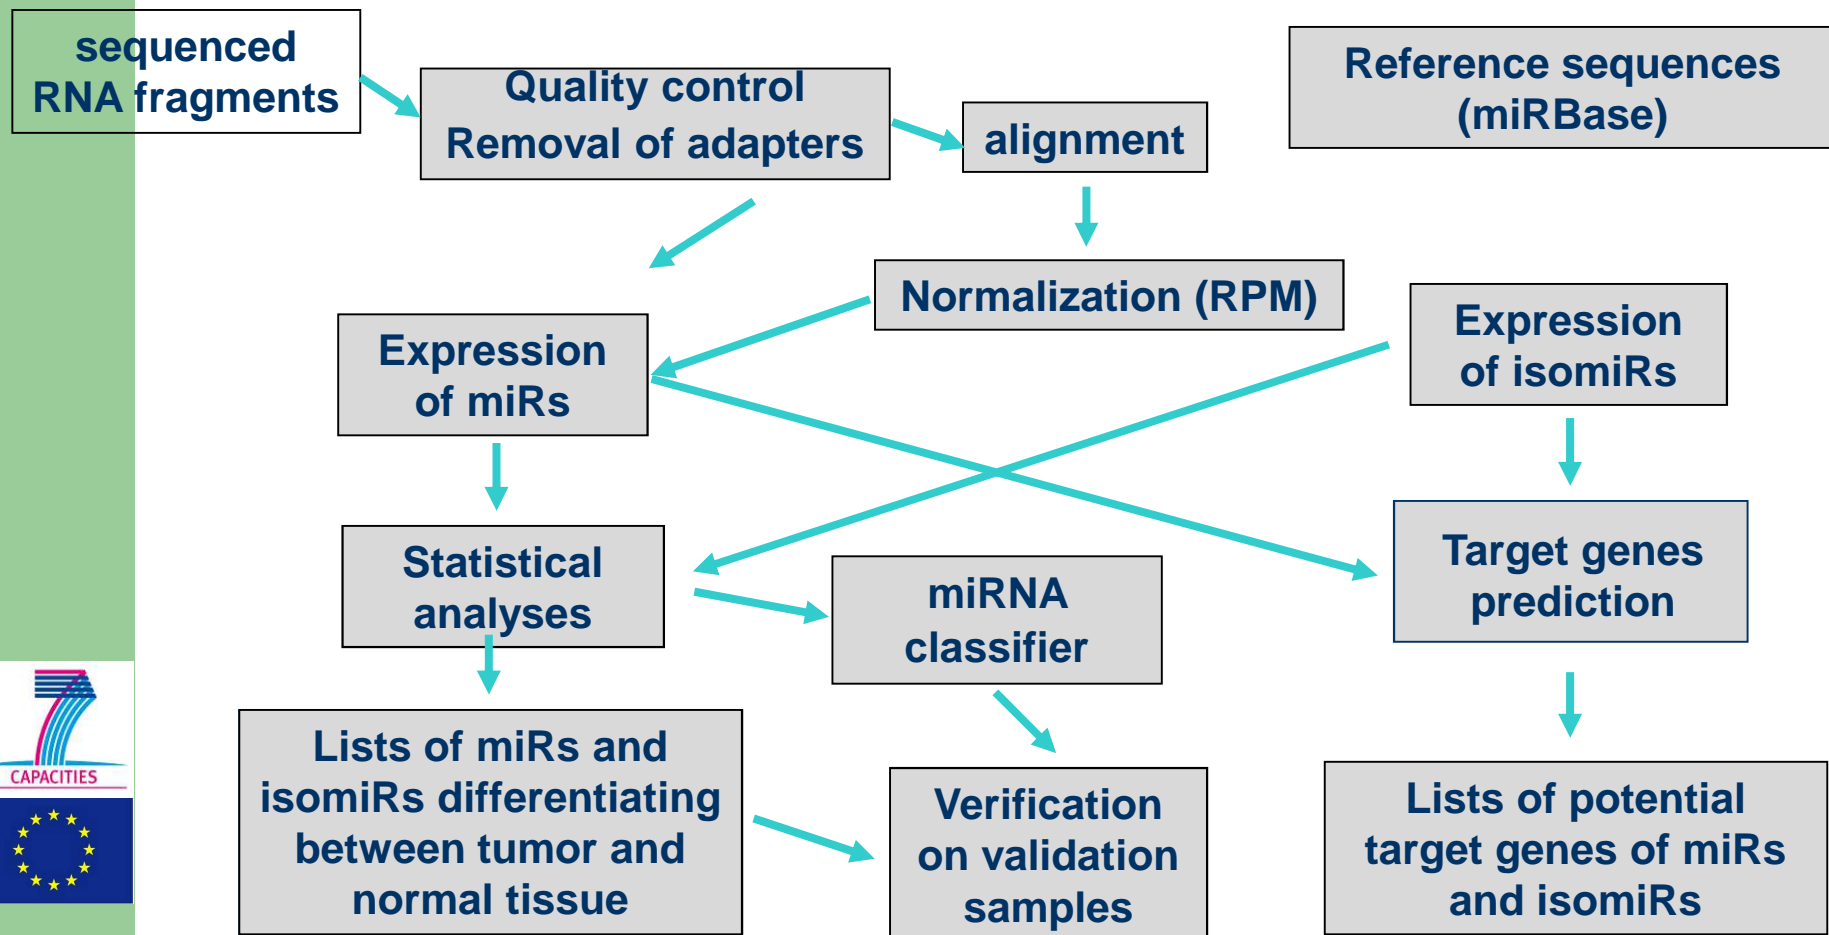 sequenced
RNA fragments
Quality control
Removal of adapters
alignment
Reference sequences
(miRBase)
Normalization (RPM)
Expression
of miRs
Expression
of isomiRs
Statistical
analyses
miRNA
classifier
Target genes
prediction
Lists of miRs and
isomiRs differentiating
between tumor and
normal tissue
Verification
on validation
samples
Lists of potential
target genes of miRs
and isomiRs
7
CAPACITIES